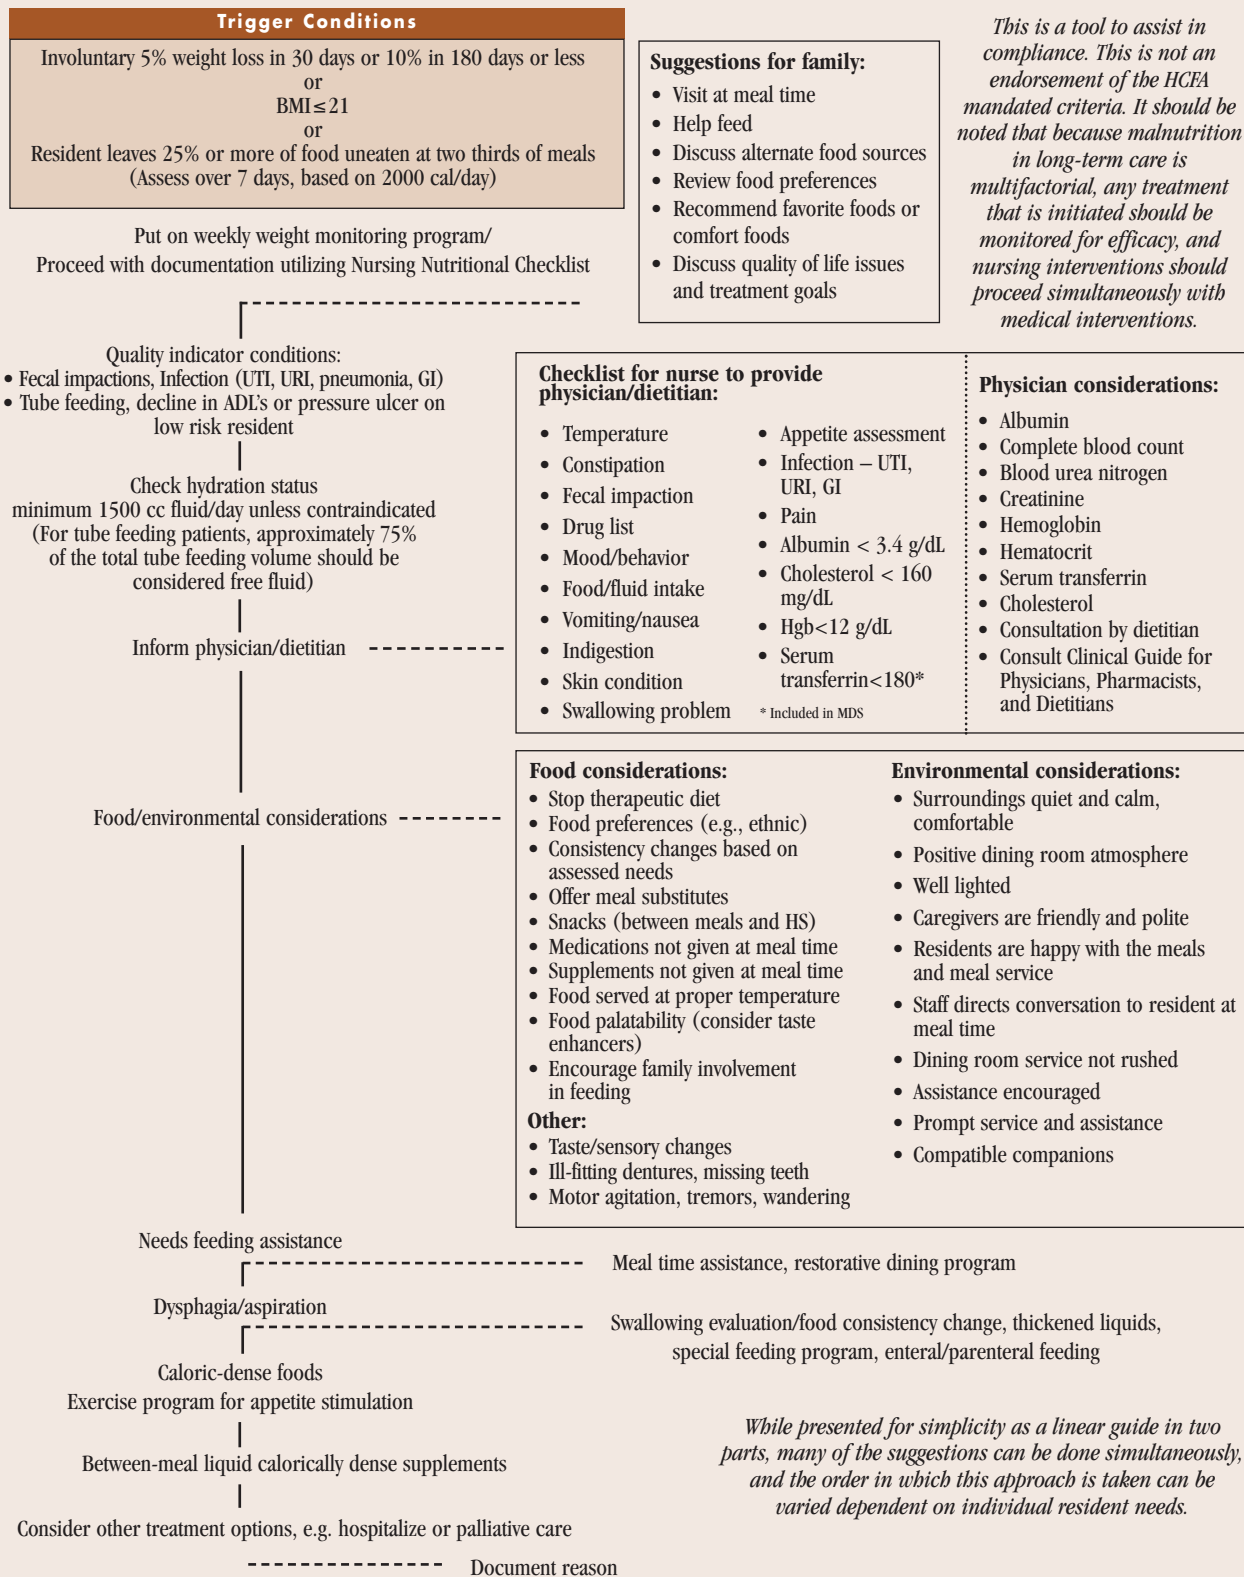 Trigger Conditions
Involuntary 5% weight loss in 30 days or 10% in 180 days or less
or
BMI≤21
or
Resident leaves 25% or more of food uneaten at two thirds of meals
(Assess over 7 days, based on 2000 cal/day)
Put on weekly weight monitoring program/
Proceed with documentation utilizing Nursing Nutritional Checklist
Suggestions for family:
• Visit at meal time
• Help feed
• Discuss alternate food sources
• Review food preferences
• Recommend favorite foods or
comfort foods
• Discuss quality of life issues
and treatment goals
This is a tool to assist in
compliance. This is not an
endorsement of the HCFA
mandated criteria. It should be
noted that because malnutrition
in long-term care is
multifactorial, any treatment
that is initiated should be
monitored for efficacy, and
nursing interventions should
proceed simultaneously with
medical interventions.
Quality indicator conditions:
• Fecal impactions, Infection (UTI, URI, pneumonia, GI)
• Tube feeding, decline in ADL's or pressure ulcer on
low risk resident
Check hydration status
minimum 1500 cc fluid/day unless contraindicated
(For tube feeding patients, approximately 75%
of the total tube feeding volume should be
considered free fluid)
Inform physician/dietitian
Checklist for nurse to provide
physician/dietitian:
• Temperature
• Constipation
• Fecal impaction
• Drug list
• Mood/behavior
• Food/fluid intake
• Vomiting/nausea
• Indigestion
• Skin condition
• Swallowing problem
• Appetite assessment
• Infection – UTI,
URI, GI
• Pain
• Albumin < 3.4 g/dL
• Cholesterol < 160
mg/dL
• Hgb<12 g/dL
• Serum
transferrin<180*
* Included in MDS
Physician considerations:
• Albumin
• Complete blood count
• Blood urea nitrogen
• Creatinine
• Hemoglobin
• Hematocrit
• Serum transferrin
• Cholesterol
• Consultation by dietitian
• Consult Clinical Guide for
Physicians, Pharmacists,
and Dietitians
Food/environmental considerations
Food considerations:
• Stop therapeutic diet
• Food preferences (e.g., ethnic)
• Consistency changes based on
assessed needs
• Offer meal substitutes
• Snacks (between meals and HS)
• Medications not given at meal time
• Supplements not given at meal time
• Food served at proper temperature
• Food palatability (consider taste
enhancers)
• Encourage family involvement
in feeding
Other:
• Taste/sensory changes
• Ill-fitting dentures, missing teeth
• Motor agitation, tremors, wandering
Environmental considerations:
• Surroundings quiet and calm,
comfortable
• Positive dining room atmosphere
• Well lighted
• Caregivers are friendly and polite
• Residents are happy with the meals
and meal service
• Staff directs conversation to resident at
meal time
• Dining room service not rushed
• Assistance encouraged
• Prompt service and assistance
• Compatible companions
Needs feeding assistance
Meal time assistance, restorative dining program
Dysphagia/aspiration
Swallowing evaluation/food consistency change, thickened liquids,
special feeding program, enteral/parenteral feeding
Caloric-dense foods
Exercise program for appetite stimulation
Between-meal liquid calorically dense supplements
Consider other treatment options, e.g. hospitalize or palliative care
Document reason
While presented for simplicity as a linear guide in two
parts, many of the suggestions can be done simultaneously,
and the order in which this approach is taken can be
varied dependent on individual resident needs.